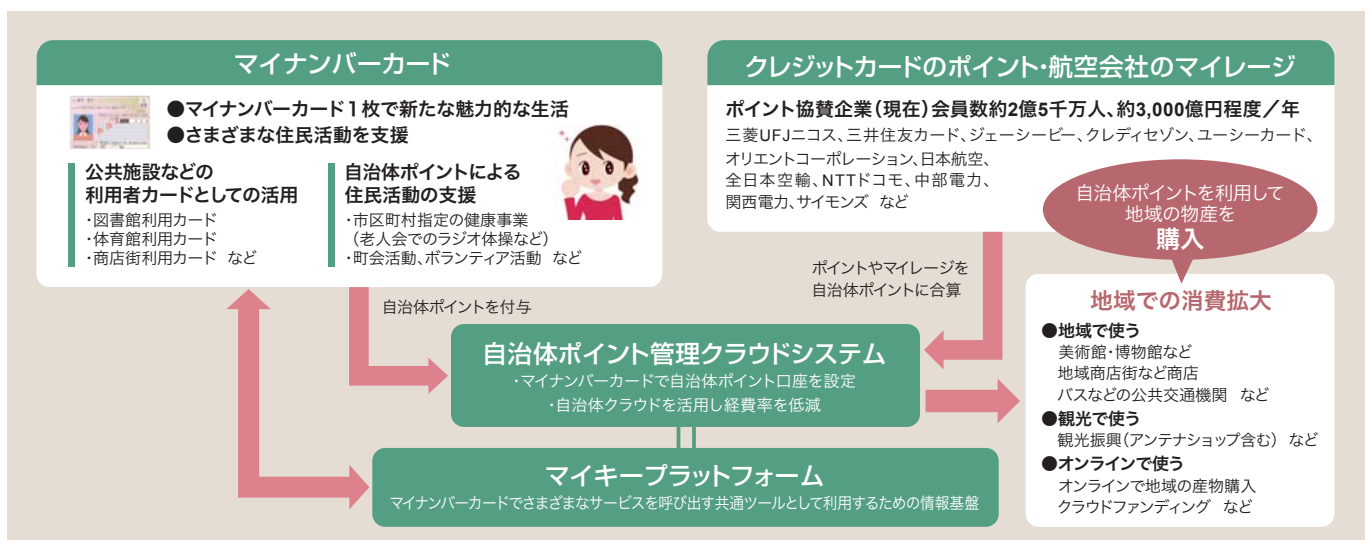 マイナンバーカード
●マイナンバーカード1枚で新たな魅力的な生活
●さまざまな住民活動を支援
公共施設などの
利用者カードとしての活用
・図書館利用カード
・体育館利用カード
・商店街利用カード など
自治体ポイントによる
住民活動の支援
・市区町村指定の健康事業
(老人会でのラジオ体操など)
・町会活動、ボランティア活動 など
クレジットカードのポイント・航空会社のマイレージ
ポイント協賛企業(現在)会員数約2億5千万人、約3,000億円程度/年
三菱UFJニコス、三井住友カード、ジェーシービー、クレディセゾン、ユーシーカード、
オリエントコーポレーション、日本航空、
全日本空輸、NTTドコモ、中部電力、
関西電力、サイモンズ など
自治体ポイントを利用して
地域の物産を
購入
自治体ポイントを付与
ポイントやマイレージを
自治体ポイントに合算
自治体ポイント管理クラウドシステム
・マイナンバーカードで自治体ポイント口座を設定
・自治体クラウドを活用し経費率を低減
マイキープラットフォーム
マイナンバーカードでさまざまなサービスを呼び出す共通ツールとして利用するための情報基盤
地域での消費拡大
●地域で使う
美術館・博物館など
地域商店街など商店
バスなどの公共交通機関 など
●観光で使う
観光振興(アンテナショップ含む) など
●オンラインで使う
オンラインで地域の産物購入
クラウドファンディング など